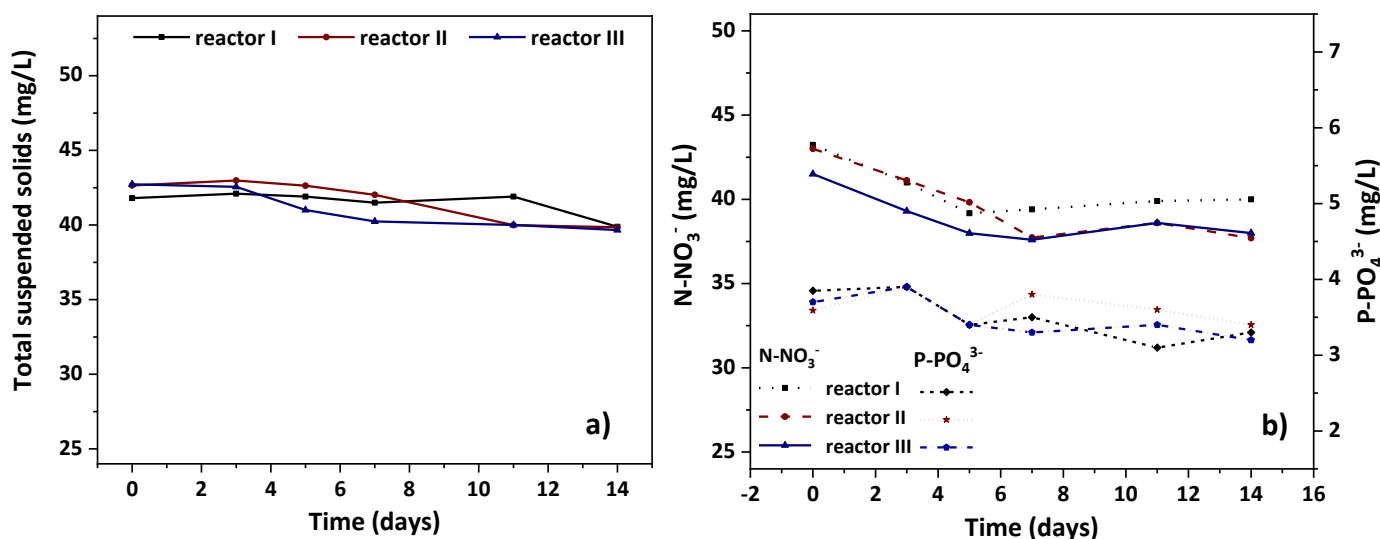 reactor I reactor II reactor III
Total suspended solids (mg/L)
50
45
40
35
30
25
0 2 4 6 8 10 12 14
Time (days)
a)
N-NO₃⁻ (mg/L)
50
45
40
35
30
25
-2 0 2 4 6 8 10 12 14 16
Time (days)
P-PO₄³⁻ (mg/L)
7
6
5
4
3
2
N-NO₃⁻ P-PO₄³⁻
reactor I
reactor II
reactor III
b)